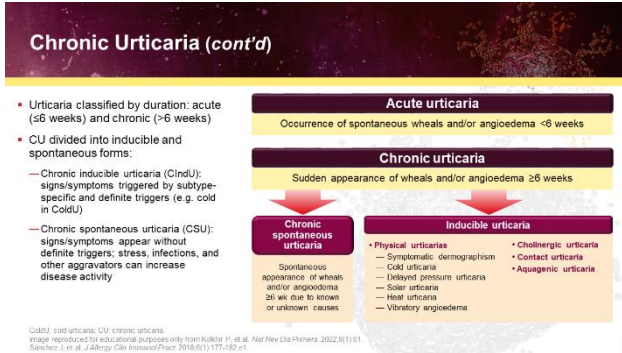 Chronic Urticaria (cont'd)
▪ Urticaria classified by duration: acute
(≤6 weeks) and chronic (>6 weeks)
▪ CU divided into inducible and
spontaneous forms:
— Chronic inducible urticaria (CIndU):
signs/symptoms triggered by subtype-
specific and definite triggers (e.g. cold
in ColdU)
— Chronic spontaneous urticaria (CSU):
signs/symptoms appear without
definite triggers; stress, infections, and
other aggravators can increase
disease activity
Acute urticaria
Occurrence of spontaneous wheals and/or angioedema <6 weeks
Chronic urticaria
Sudden appearance of wheals and/or angioedema ≥6 weeks
Chronic
spontaneous
urticaria
Spontaneous
appearance of wheals
and/or angioedema
≥6 wk due to known
or unknown causes
Inducible urticaria
• Physical urticarias
— Symptomatic dermographism
— Cold urticaria
— Delayed pressure urticaria
— Solar urticaria
— Heat urticaria
— Vibratory angioedema
• Cholinergic urticaria
• Contact urticaria
• Aquagenic urticaria
ColdU: cold urticaria; CU: chronic urticaria.
Image reproduced for educational purposes only from Kolkhir P, et al. Nat Rev Dis Primers. 2022;8(1):61.
Sánchez J, et al. J Allergy Clin Immunol Pract. 2018;6(1):177-182.e1.